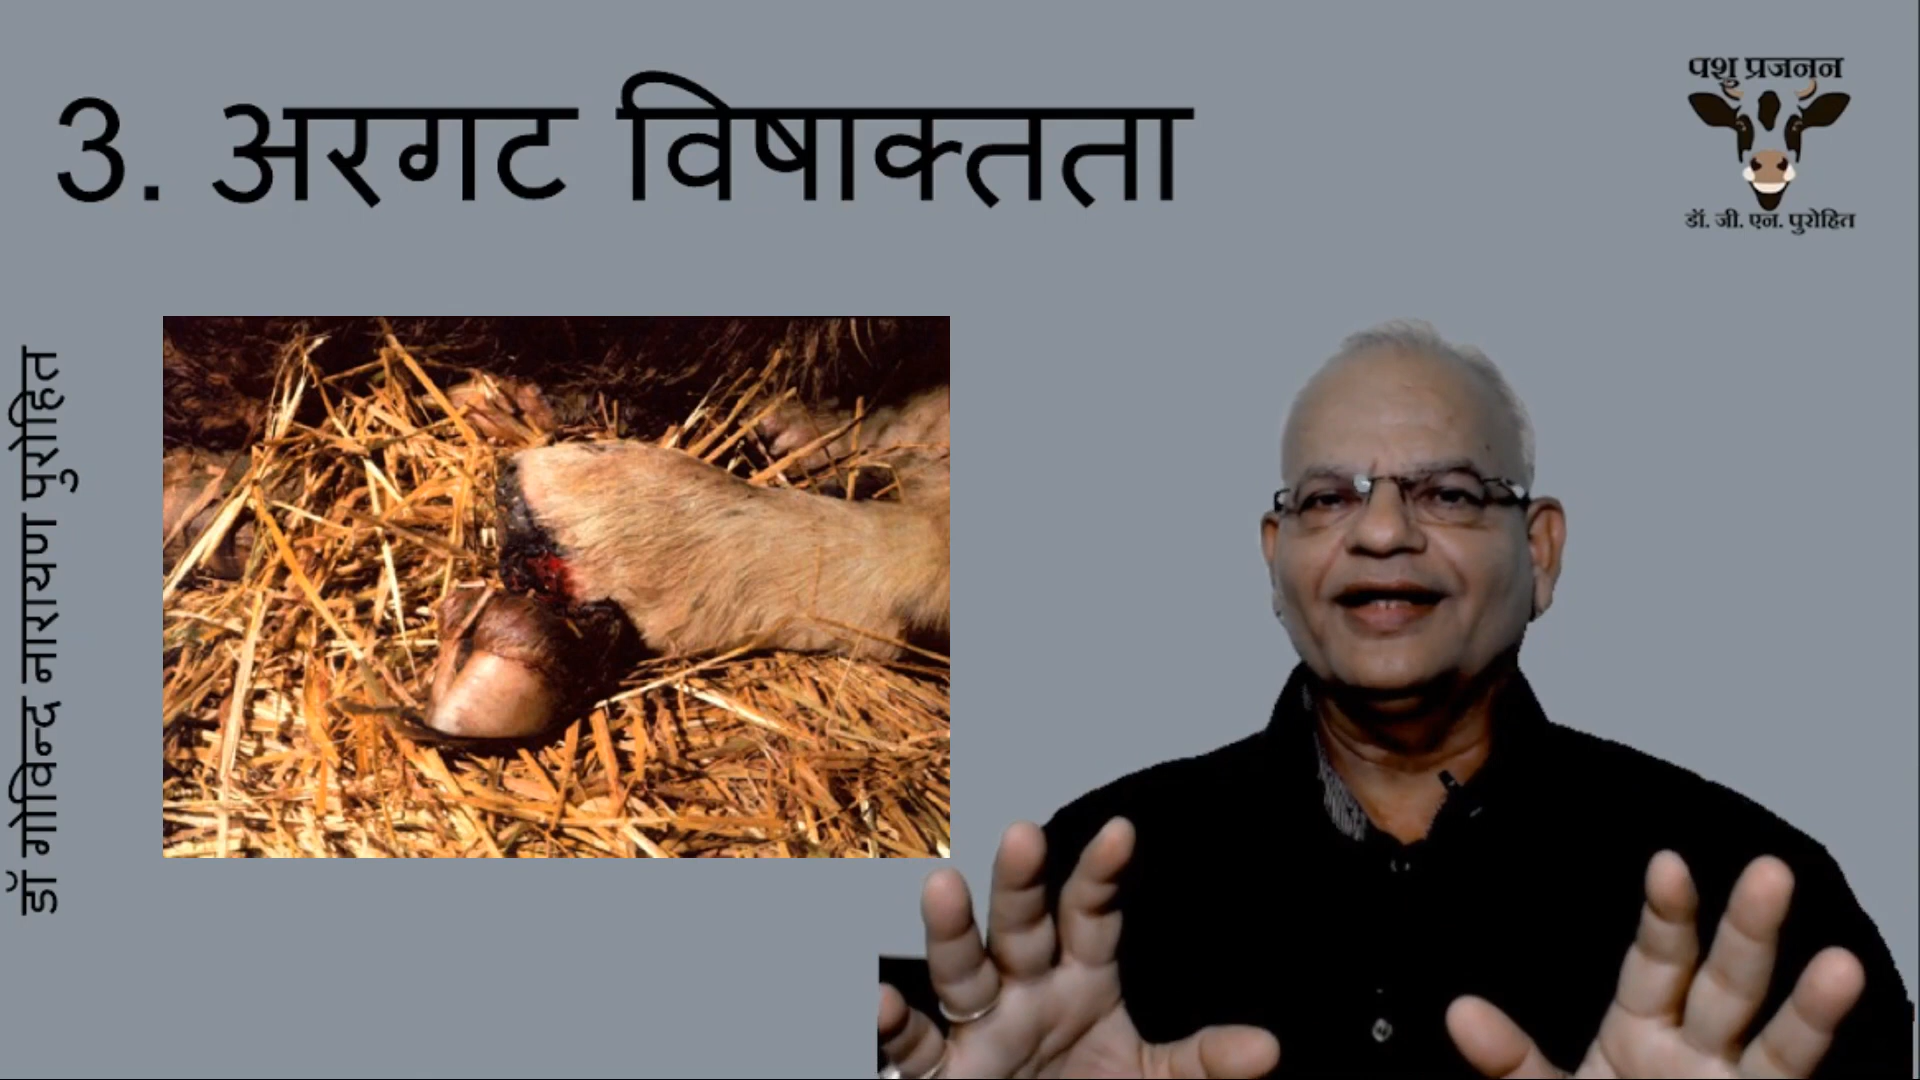 3. अरगट विषाक्तता
पशु प्रजनन
डॉ. जी. एन. पुरोहित
डॉ गोविन्द नारायण पुरोहित